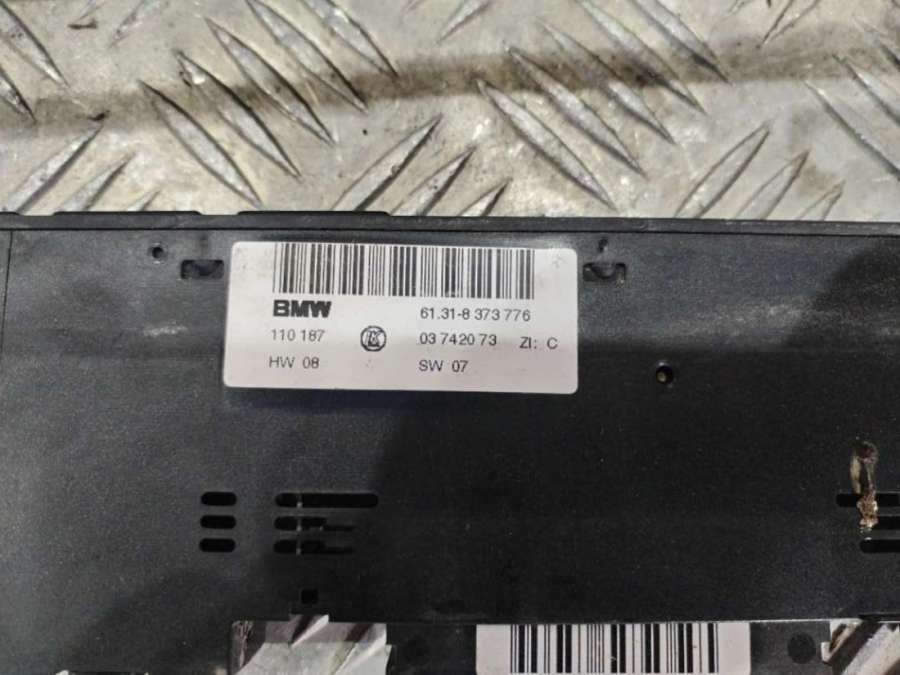 BMW 61.31-8 373 776
110 187 03 7420 73 ZI: C
HW 08 SW 07